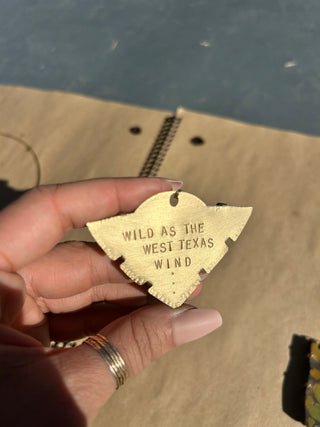 WILD AS THE
WEST TEXAS
WIND